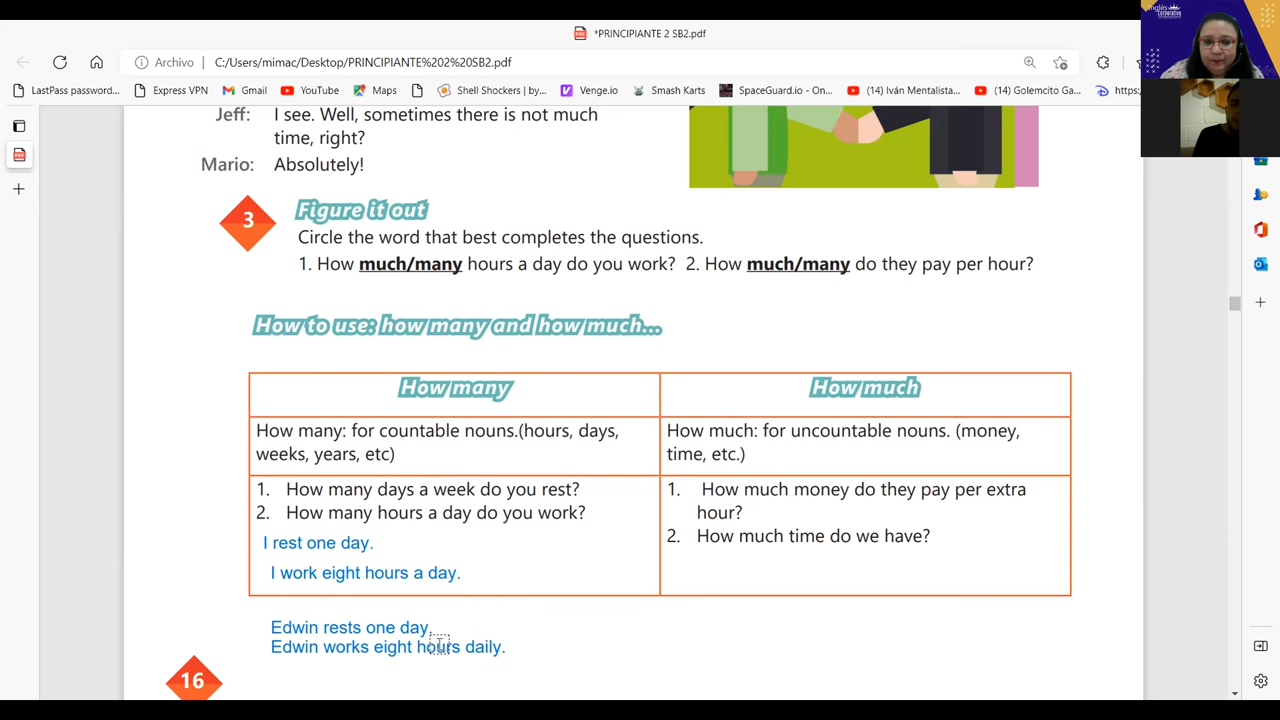 *PRINCIPIANTE 2 SB2.pdf
Archivo
C:/Users/mimac/Desktop/PRINCIPIANTE%202%20SB2.pdf
LastPass password...
Express VPN
Gmail
YouTube
Maps
Shell Shockers | by...
Venge.io
Smash Karts
SpaceGuard.io - On...
(14) Iván Mentalista...
(14) Golemcito Ga...
https:
Inglés
Corporativo
Jeff: I see. Well, sometimes there is not much
time, right?
Mario: Absolutely!
3
Figure it out
Circle the word that best completes the questions.
1. How much/many hours a day do you work? 2. How much/many do they pay per hour?
How to use: how many and how much...
How many
How much
How many: for countable nouns.(hours, days,
weeks, years, etc)
How much: for uncountable nouns. (money,
time, etc.)
1. How many days a week do you rest?
2. How many hours a day do you work?
I rest one day.
I work eight hours a day.
1. How much money do they pay per extra
hour?
2. How much time do we have?
Edwin rests one day.
Edwin works eight hours daily.
16